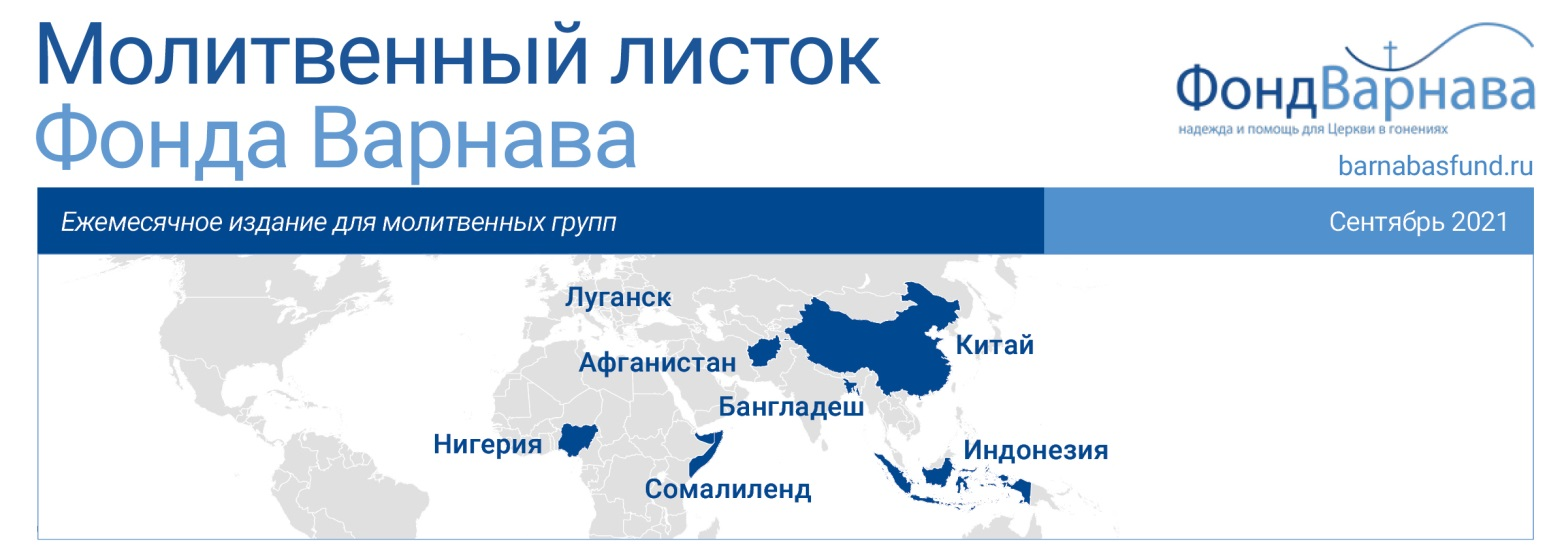 Молитвенный листок
Фонда Варнава
ФондВарнава
надежда и помощь для Церкви в гонениях
barnabasfund.ru
Ежемесячное издание для молитвенных групп
Сентябрь 2021
Луганск
Китай
Афганистан
Бангладеш
Нигерия
Индонезия
Сомалиленд